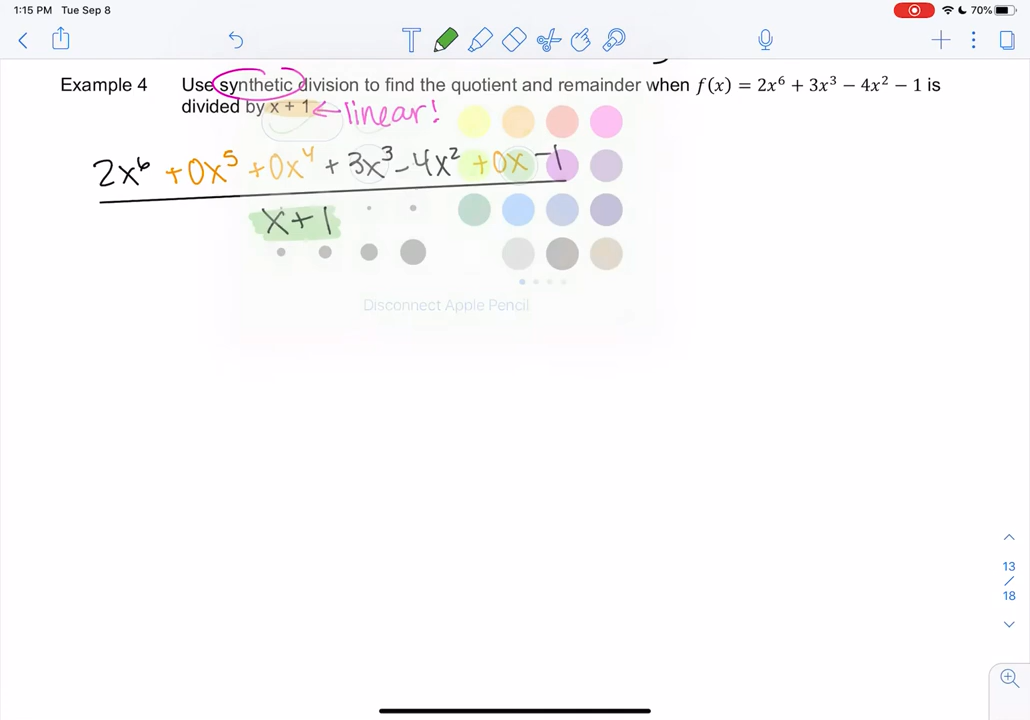 1:15 PM Tue Sep 8
70%
T
Example 4 Use synthetic division to find the quotient and remainder when f(x) = 2x⁶ + 3x³ − 4x² − 1 is
divided by x + 1 ← linear!
2x⁶ + 0x⁵ + 0x⁴ + 3x³ − 4x² + 0x − 1
x + 1
Disconnect Apple Pencil
13
/
18